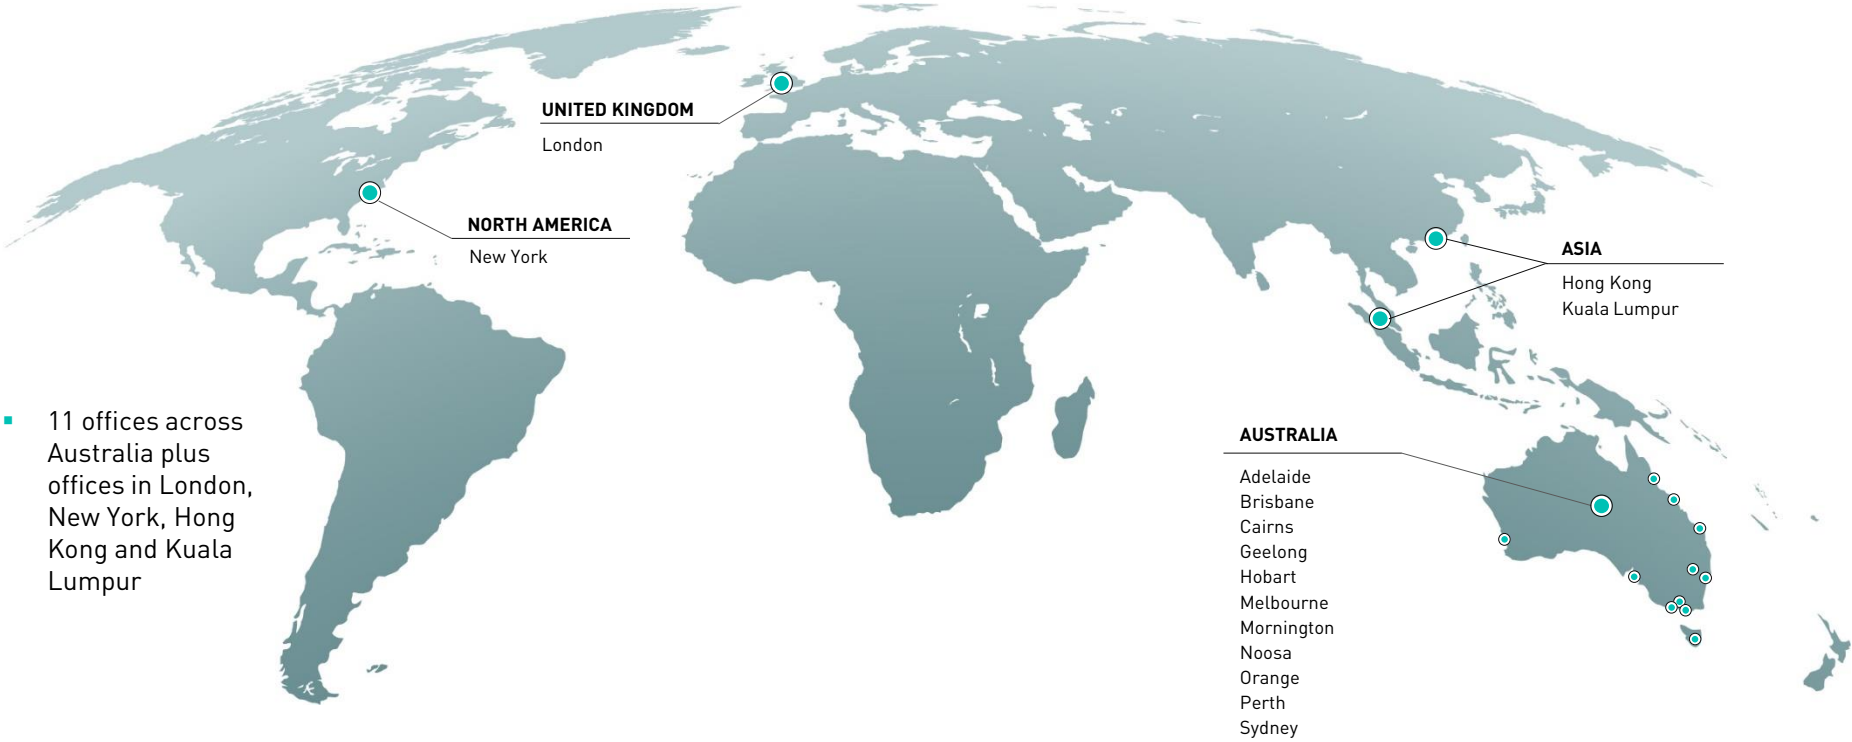 UNITED KINGDOM
London
NORTH AMERICA
New York
ASIA
Hong Kong
Kuala Lumpur
11 offices across
Australia plus
offices in London,
New York, Hong
Kong and Kuala
Lumpur
AUSTRALIA
Adelaide
Brisbane
Cairns
Geelong
Hobart
Melbourne
Mornington
Noosa
Orange
Perth
Sydney